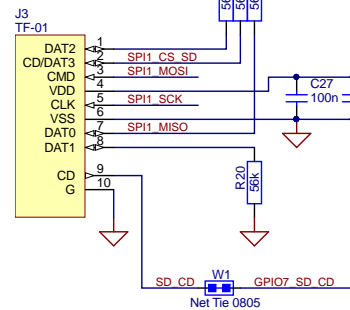 J3
TF-01
DAT2 1
CD/DAT3 2 SPI1_CS_SD
CMD 3 SPI1_MOSI
VDD 4
CLK 5 SPI1_SCK
VSS 6
DAT0 7 SPI1_MISO
DAT1 8
CD 9
G 10
C27
100n
R20
56k
SD_CD W1 GPIO7_SD_CD
Net Tie 0805